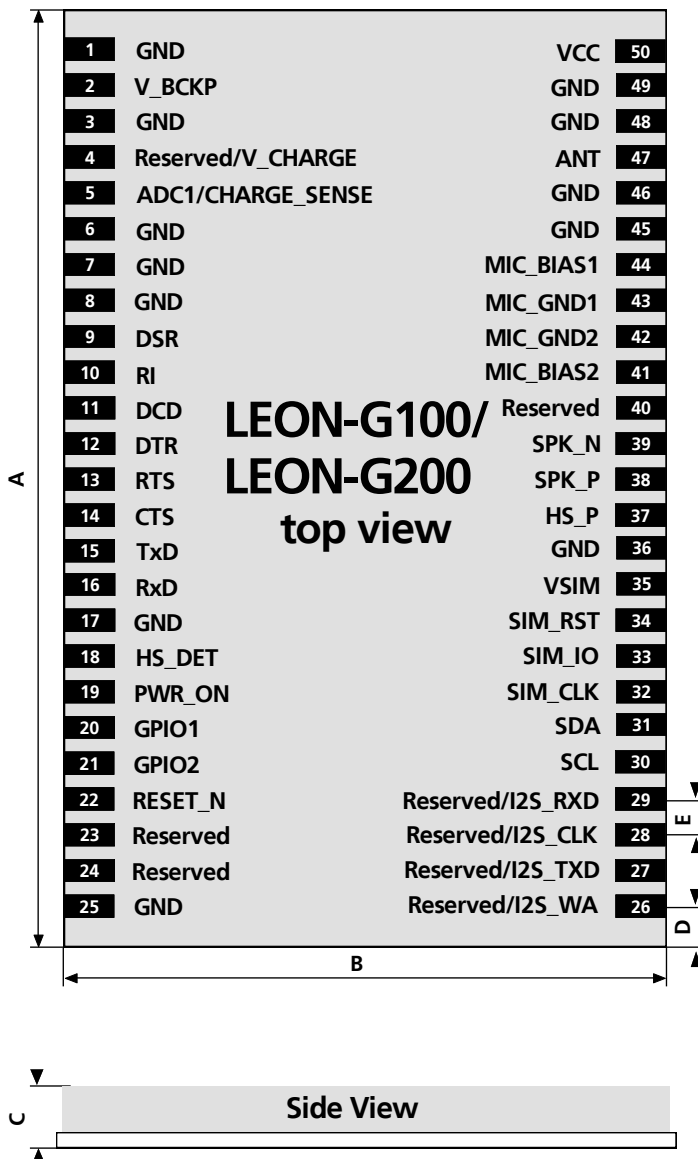 1 GND VCC 50
2 V_BCKP GND 49
3 GND GND 48
4 Reserved/V_CHARGE ANT 47
5 ADC1/CHARGE_SENSE GND 46
6 GND GND 45
7 GND MIC_BIAS1 44
8 GND MIC_GND1 43
9 DSR MIC_GND2 42
10 RI MIC_BIAS2 41
11 DCD Reserved 40
12 DTR SPK_N 39
13 RTS SPK_P 38
14 CTS HS_P 37
15 TxD GND 36
16 RxD VSIM 35
17 GND SIM_RST 34
18 HS_DET SIM_IO 33
19 PWR_ON SIM_CLK 32
20 GPIO1 SDA 31
21 GPIO2 SCL 30
22 RESET_N Reserved/I2S_RXD 29
23 Reserved Reserved/I2S_CLK 28
24 Reserved Reserved/I2S_TXD 27
25 GND Reserved/I2S_WA 26
LEON-G100/
LEON-G200
top view
A
E
D
B
C
Side View